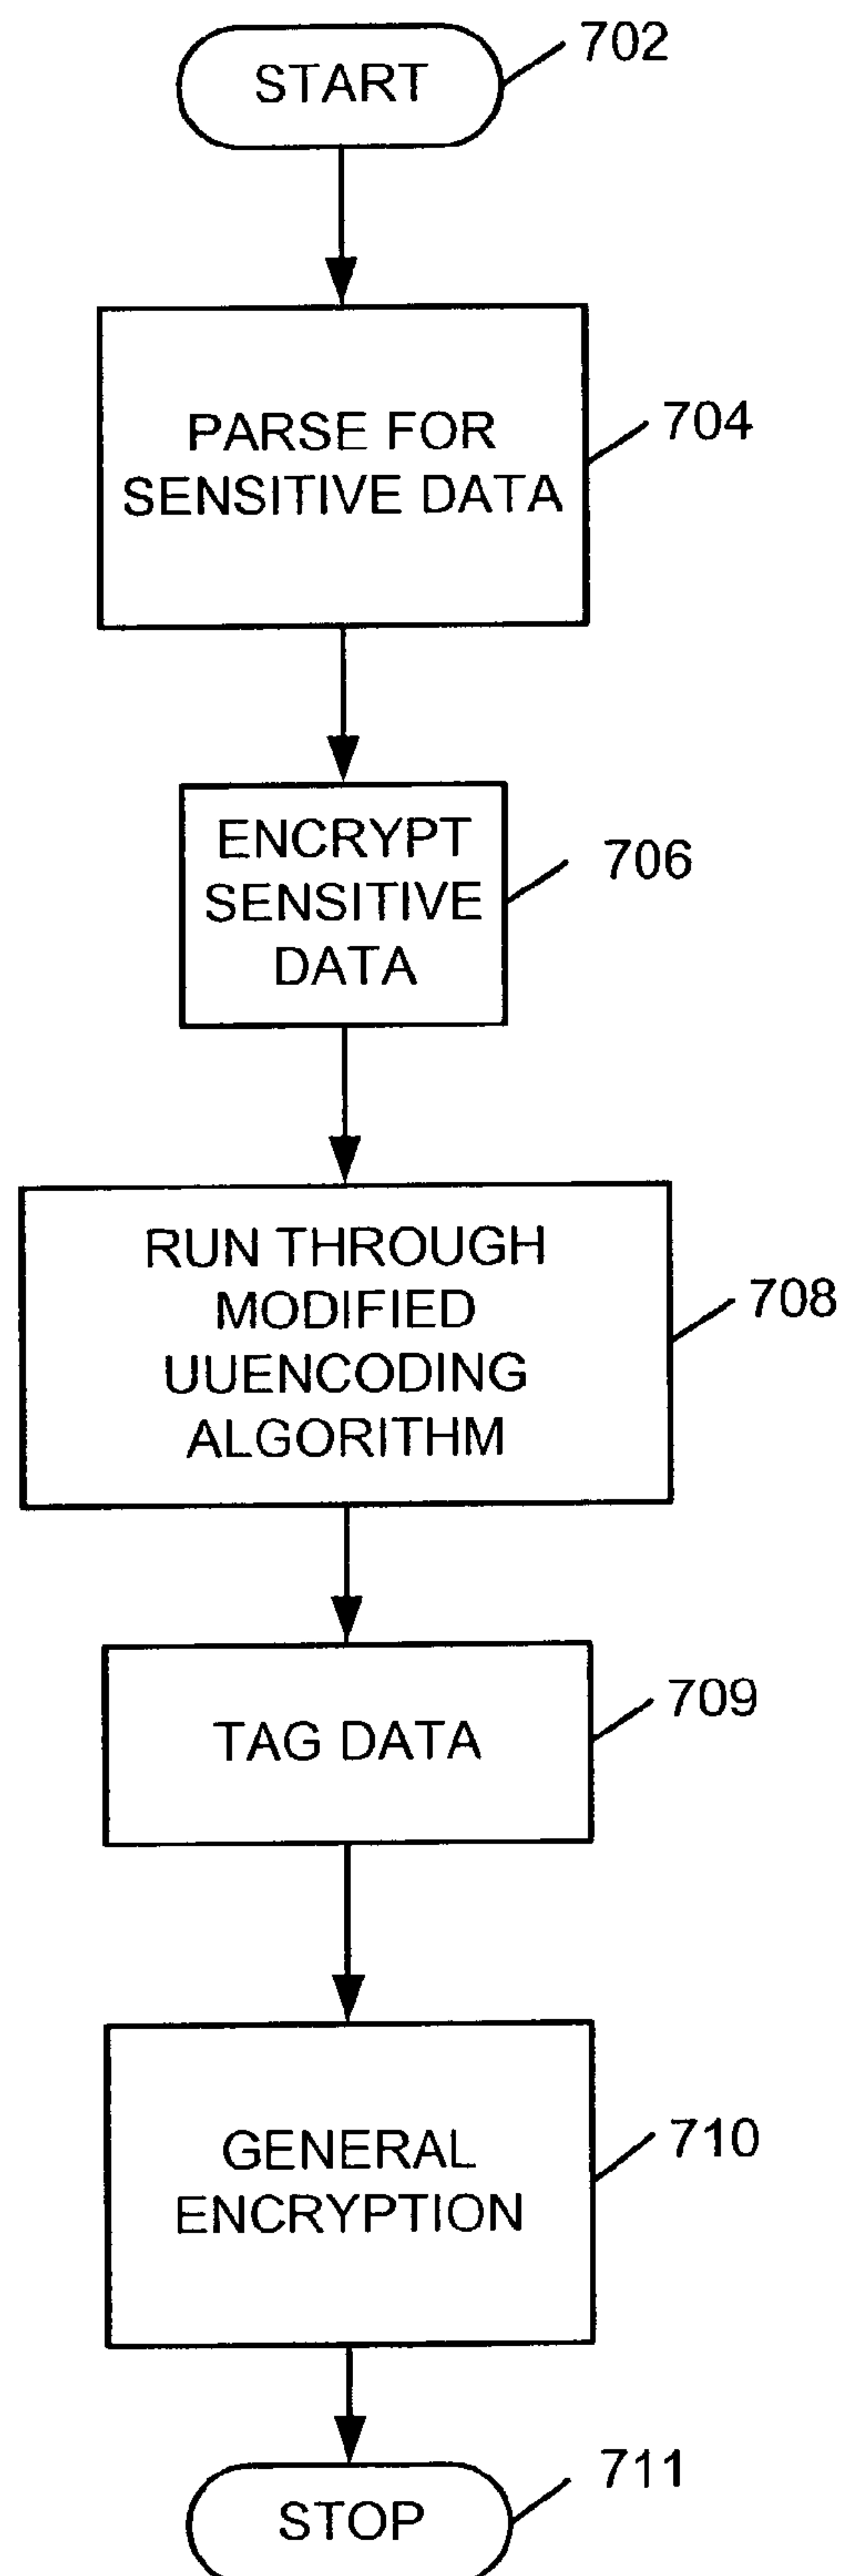 START
702
PARSE FOR
SENSITIVE DATA
704
ENCRYPT
SENSITIVE
DATA
706
RUN THROUGH
MODIFIED
UUENCODING
ALGORITHM
708
TAG DATA
709
GENERAL
ENCRYPTION
710
STOP
711